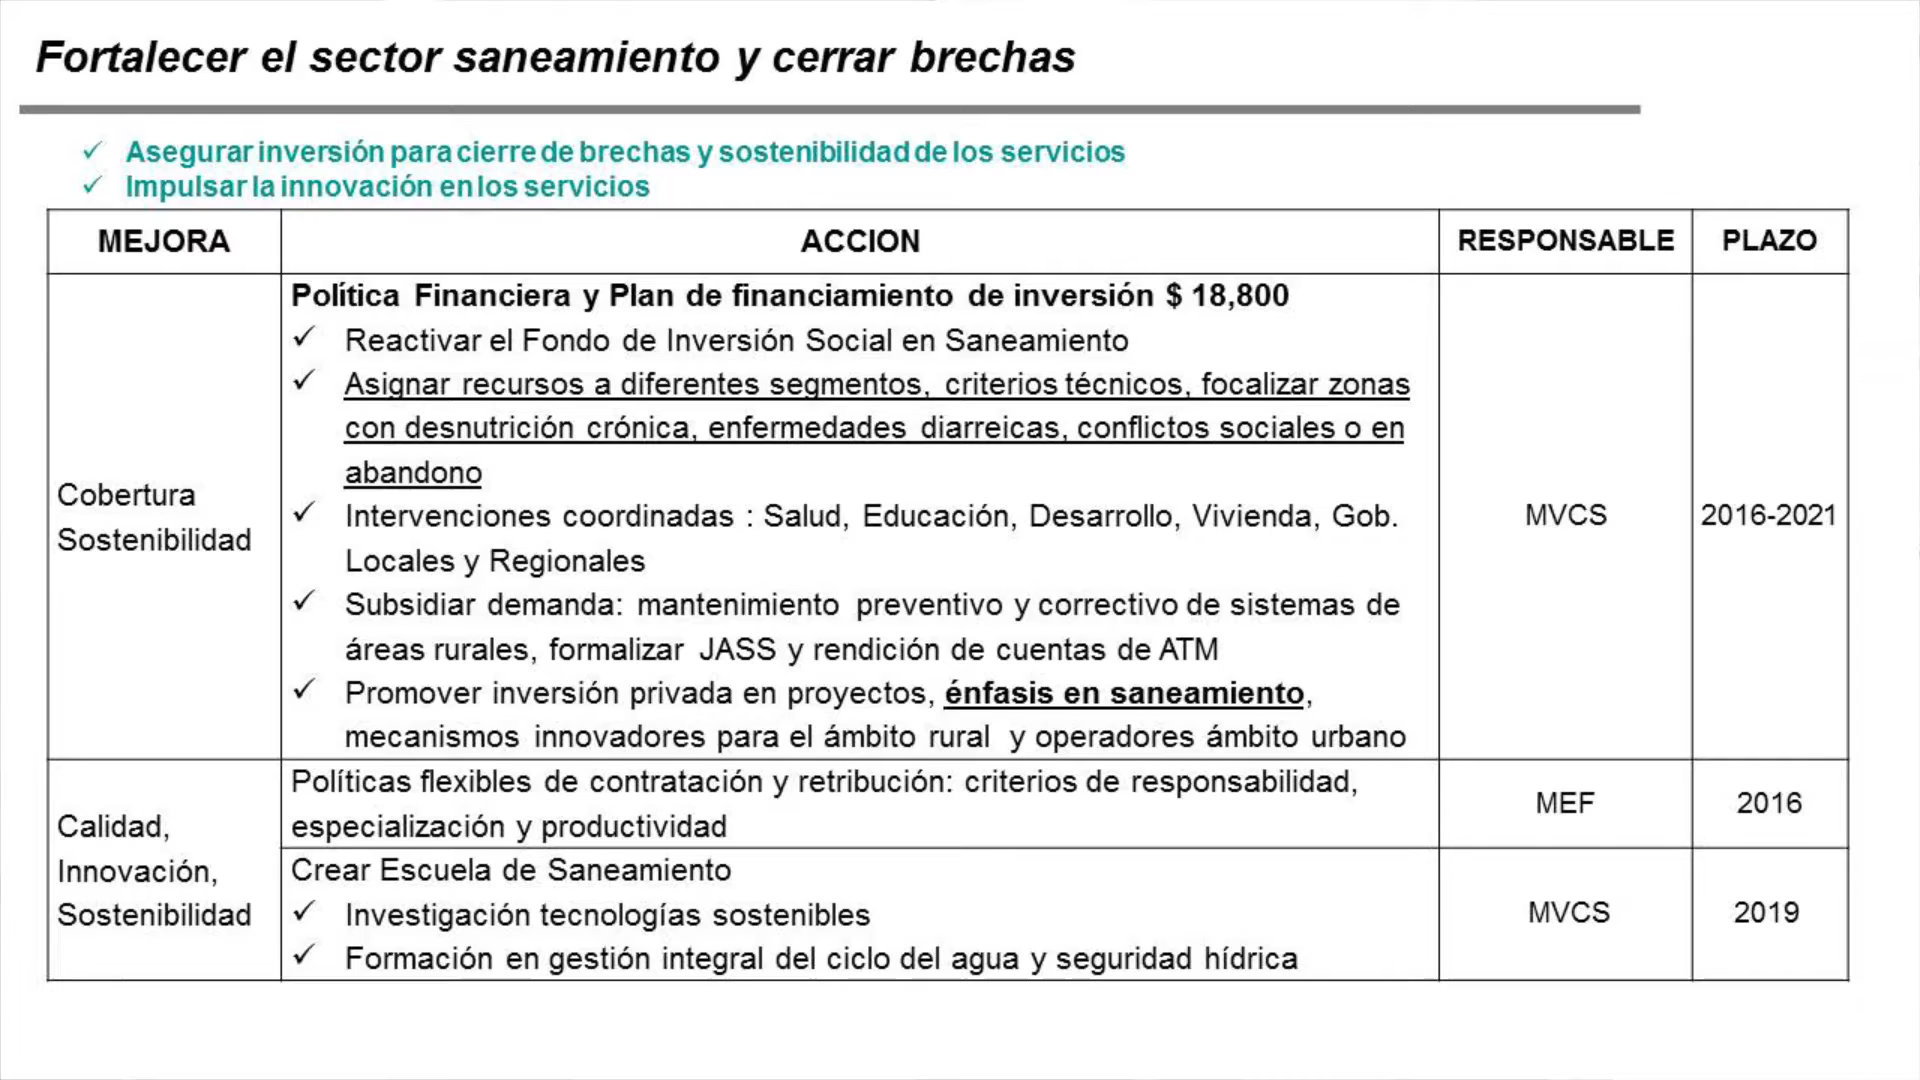 Fortalecer el sector saneamiento y cerrar brechas
✓ Asegurar inversión para cierre de brechas y sostenibilidad de los servicios
✓ Impulsar la innovación en los servicios
MEJORA ACCION RESPONSABLE PLAZO
Cobertura
Sostenibilidad
Política Financiera y Plan de financiamiento de inversión $ 18,800
✓ Reactivar el Fondo de Inversión Social en Saneamiento
✓ Asignar recursos a diferentes segmentos, criterios técnicos, focalizar zonas
con desnutrición crónica, enfermedades diarreicas, conflictos sociales o en
abandono
✓ Intervenciones coordinadas : Salud, Educación, Desarrollo, Vivienda, Gob.
Locales y Regionales
✓ Subsidiar demanda: mantenimiento preventivo y correctivo de sistemas de
áreas rurales, formalizar JASS y rendición de cuentas de ATM
✓ Promover inversión privada en proyectos, énfasis en saneamiento,
mecanismos innovadores para el ámbito rural y operadores ámbito urbano
MVCS
2016-2021
Calidad,
Innovación,
Sostenibilidad
Políticas flexibles de contratación y retribución: criterios de responsabilidad,
especialización y productividad
MEF
2016
Crear Escuela de Saneamiento
✓ Investigación tecnologías sostenibles
✓ Formación en gestión integral del ciclo del agua y seguridad hídrica
MVCS
2019